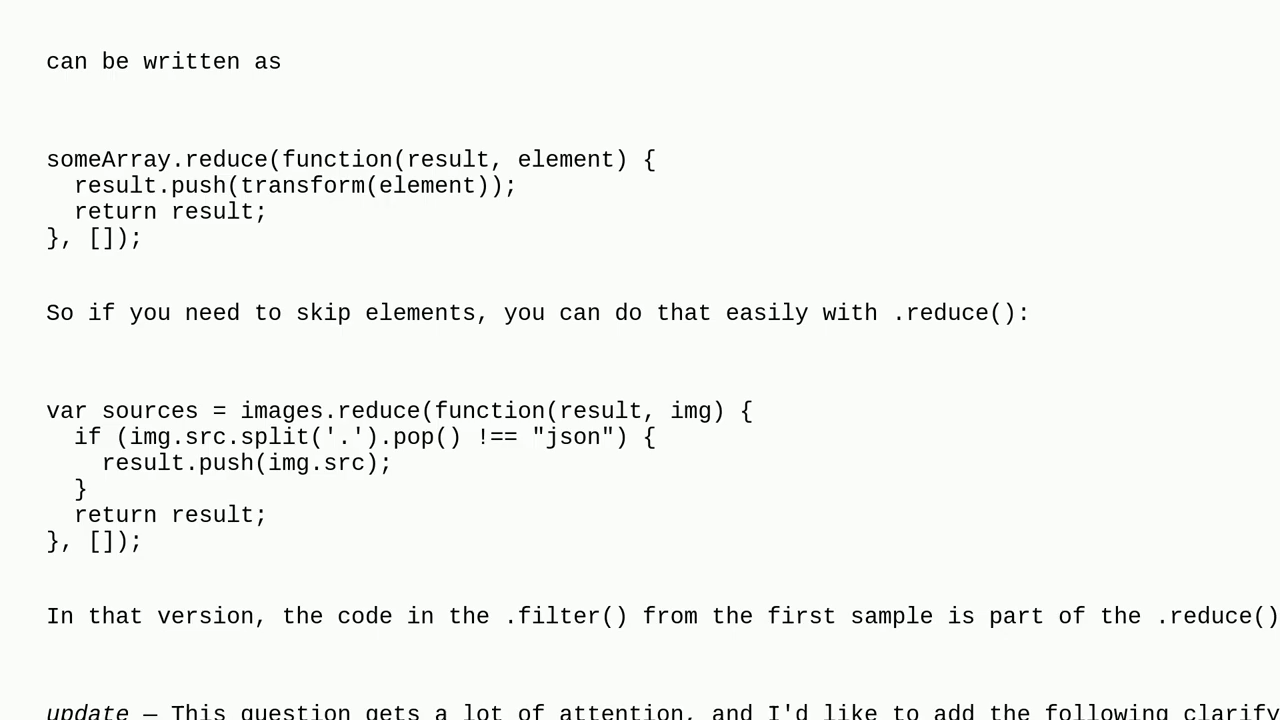 can be written as
someArray.reduce(function(result, element) {
  result.push(transform(element));
  return result;
}, []);
So if you need to skip elements, you can do that easily with .reduce():
var sources = images.reduce(function(result, img) {
  if (img.src.split('.').pop() !== "json") {
    result.push(img.src);
  }
  return result;
}, []);
In that version, the code in the .filter() from the first sample is part of the .reduce()
update — This question gets a lot of attention, and I'd like to add the following clarify